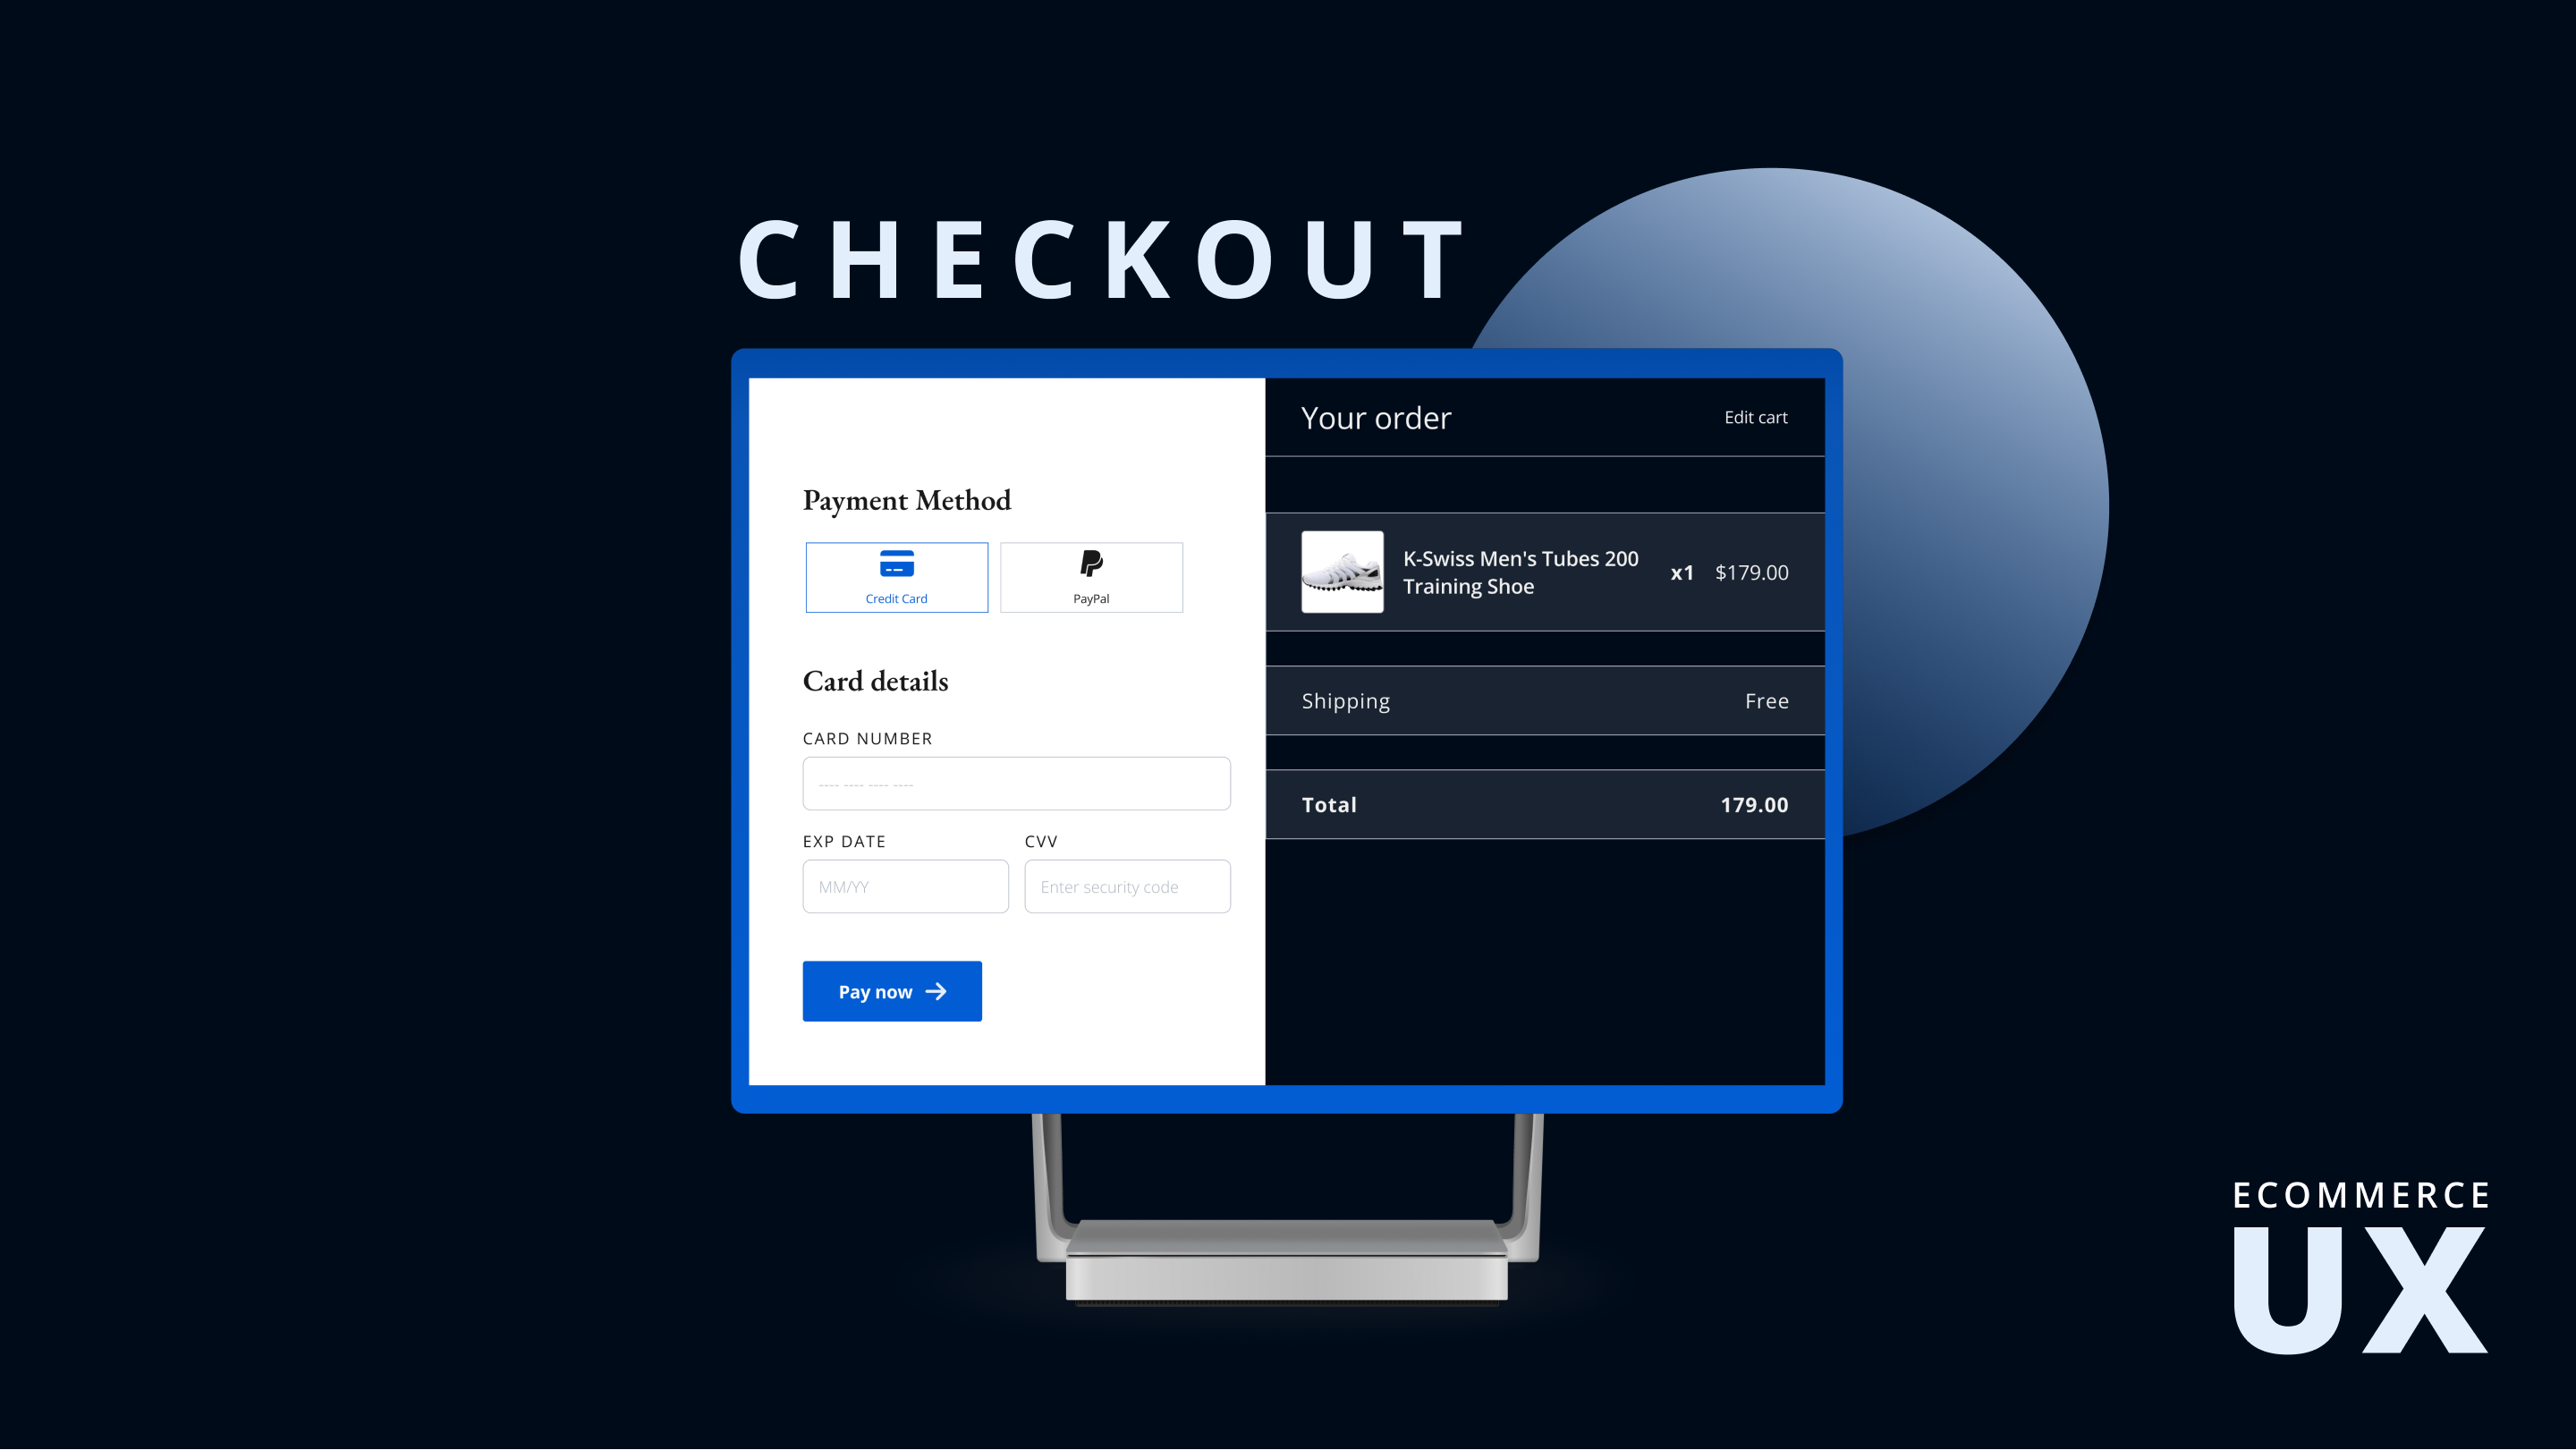 CHECKOUT
Payment Method
Credit Card
PayPal
Card details
CARD NUMBER
---- ---- ---- ----
EXP DATE
CVV
MM/YY
Enter security code
Pay now
Your order
Edit cart
K-Swiss Men's Tubes 200
Training Shoe
x1
$179.00
Shipping
Free
Total
179.00
ECOMMERCE
UX